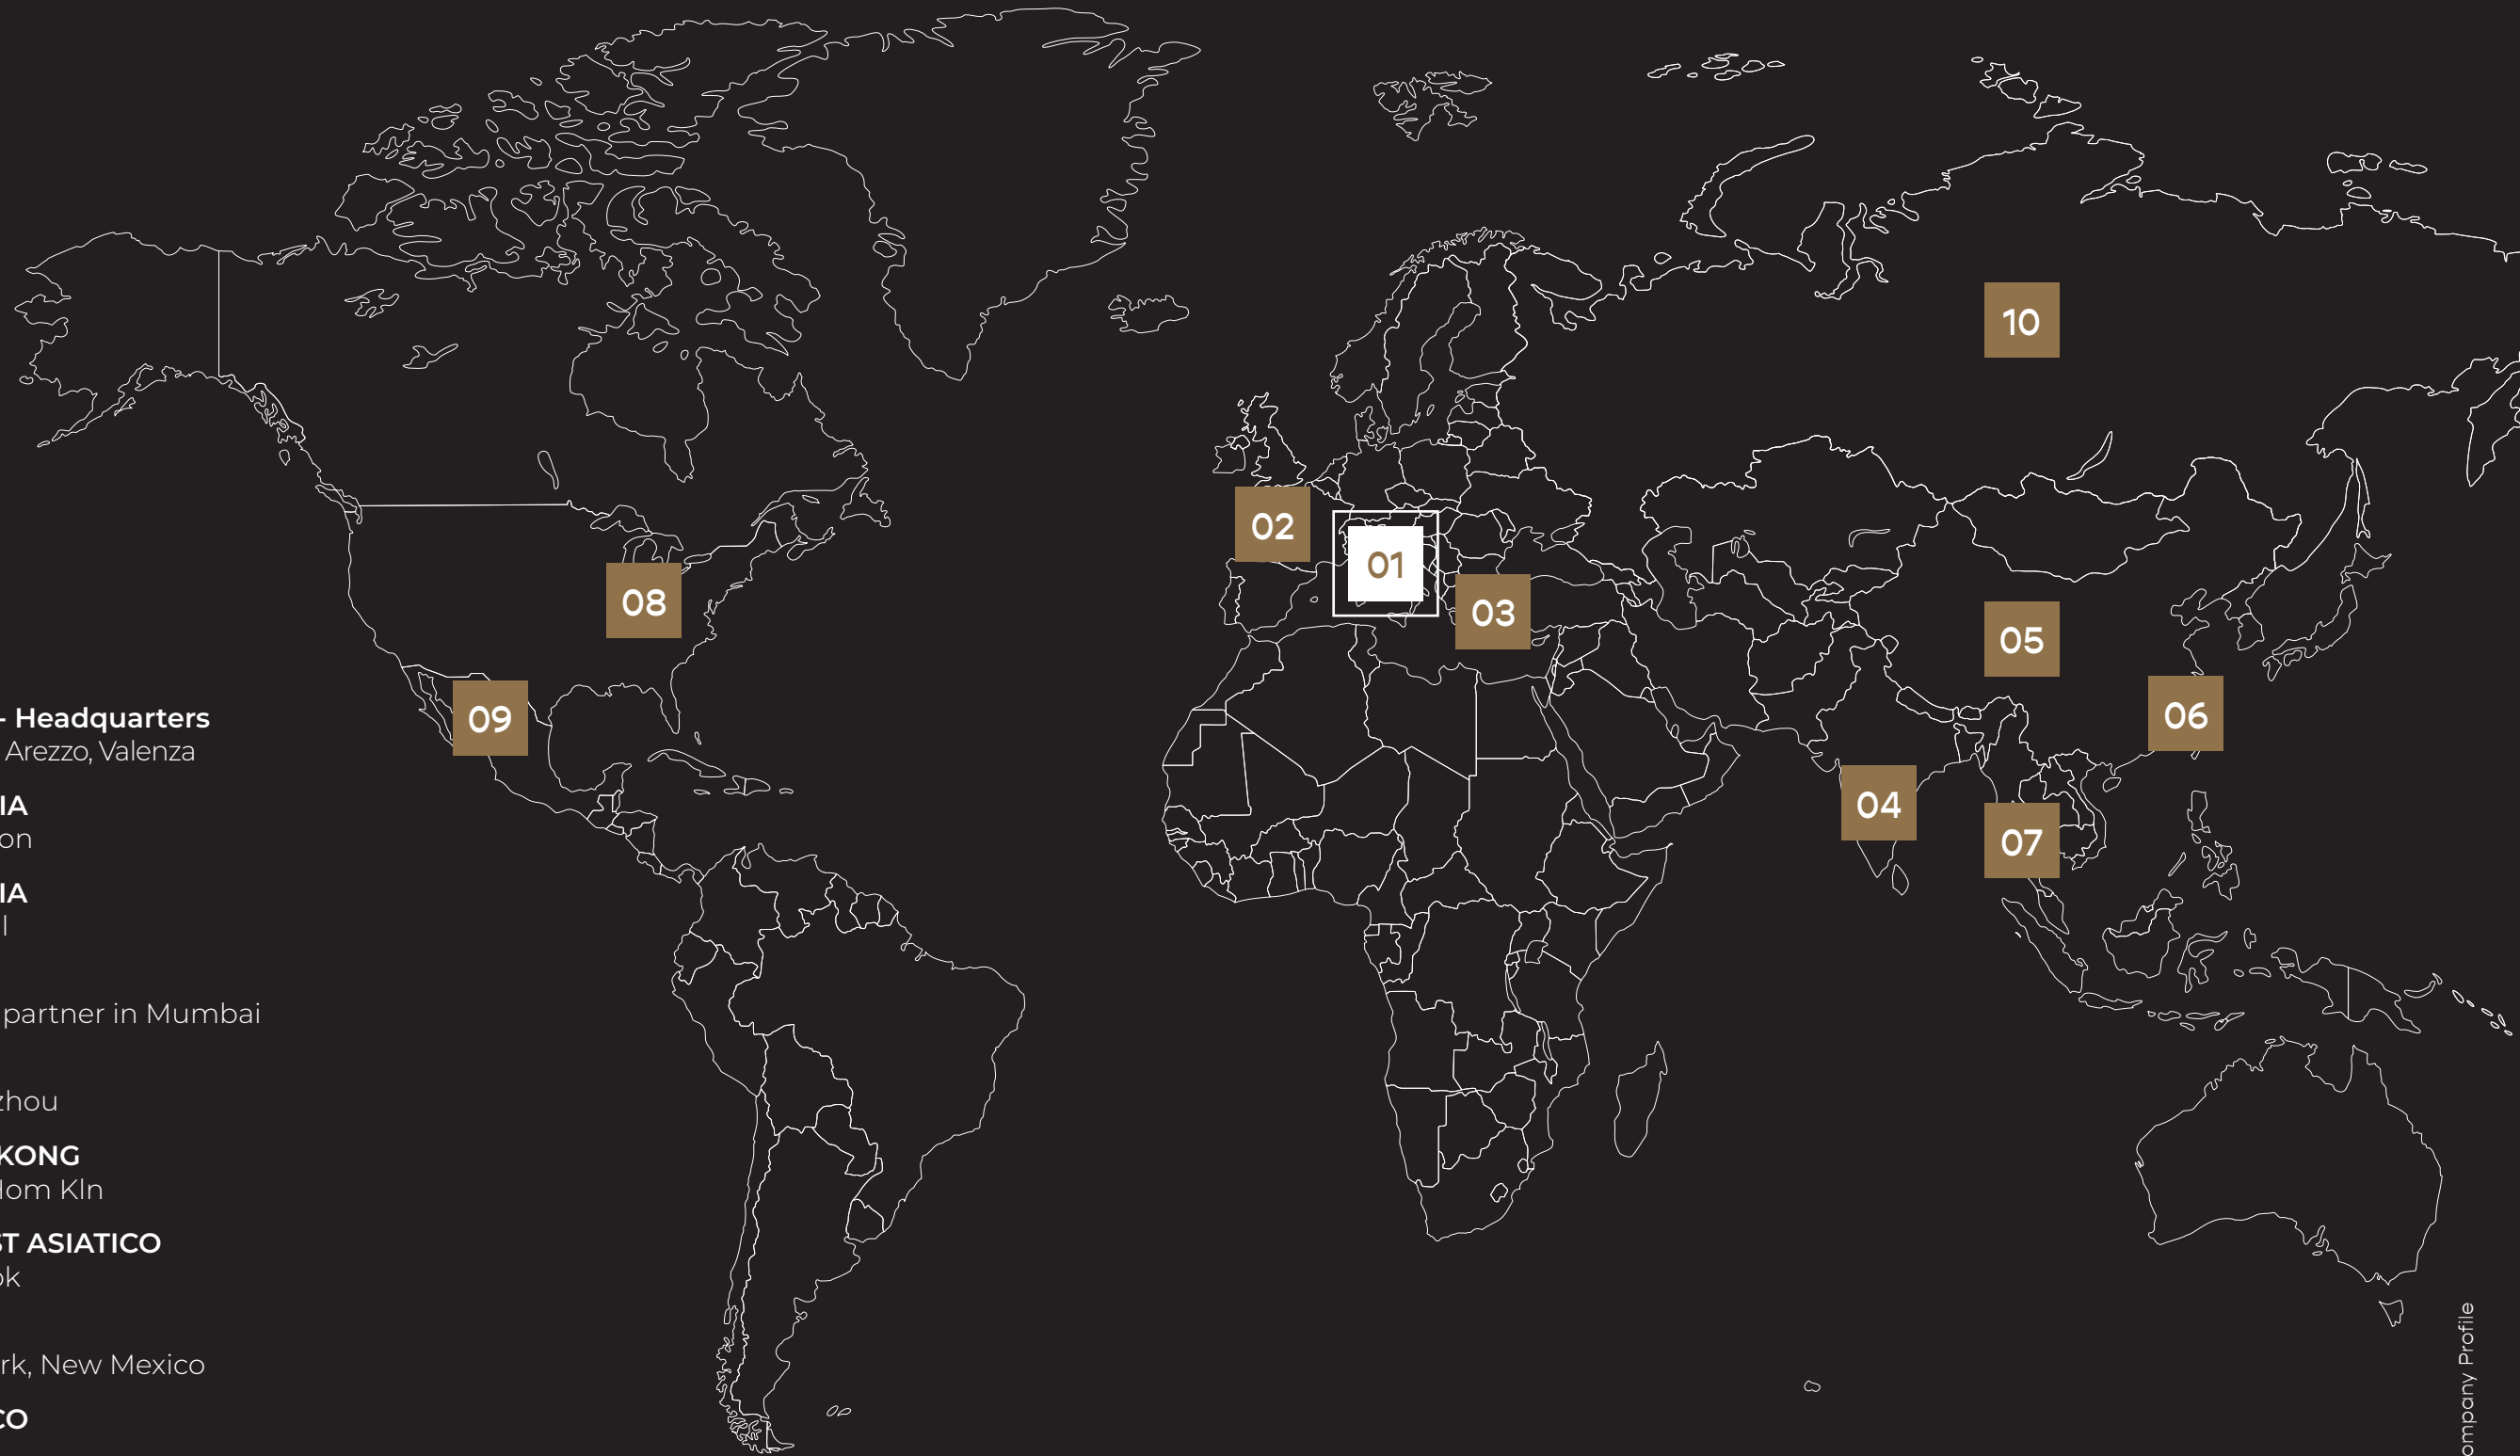 - Headquarters
Arezzo, Valenza
IA
on
IA
l
partner in Mumbai
zhou
KONG
Hom Kln
ST ASIATICO
ok
rk, New Mexico
CO
10
02
01
03
08
05
09
06
04
07
ompany Profile